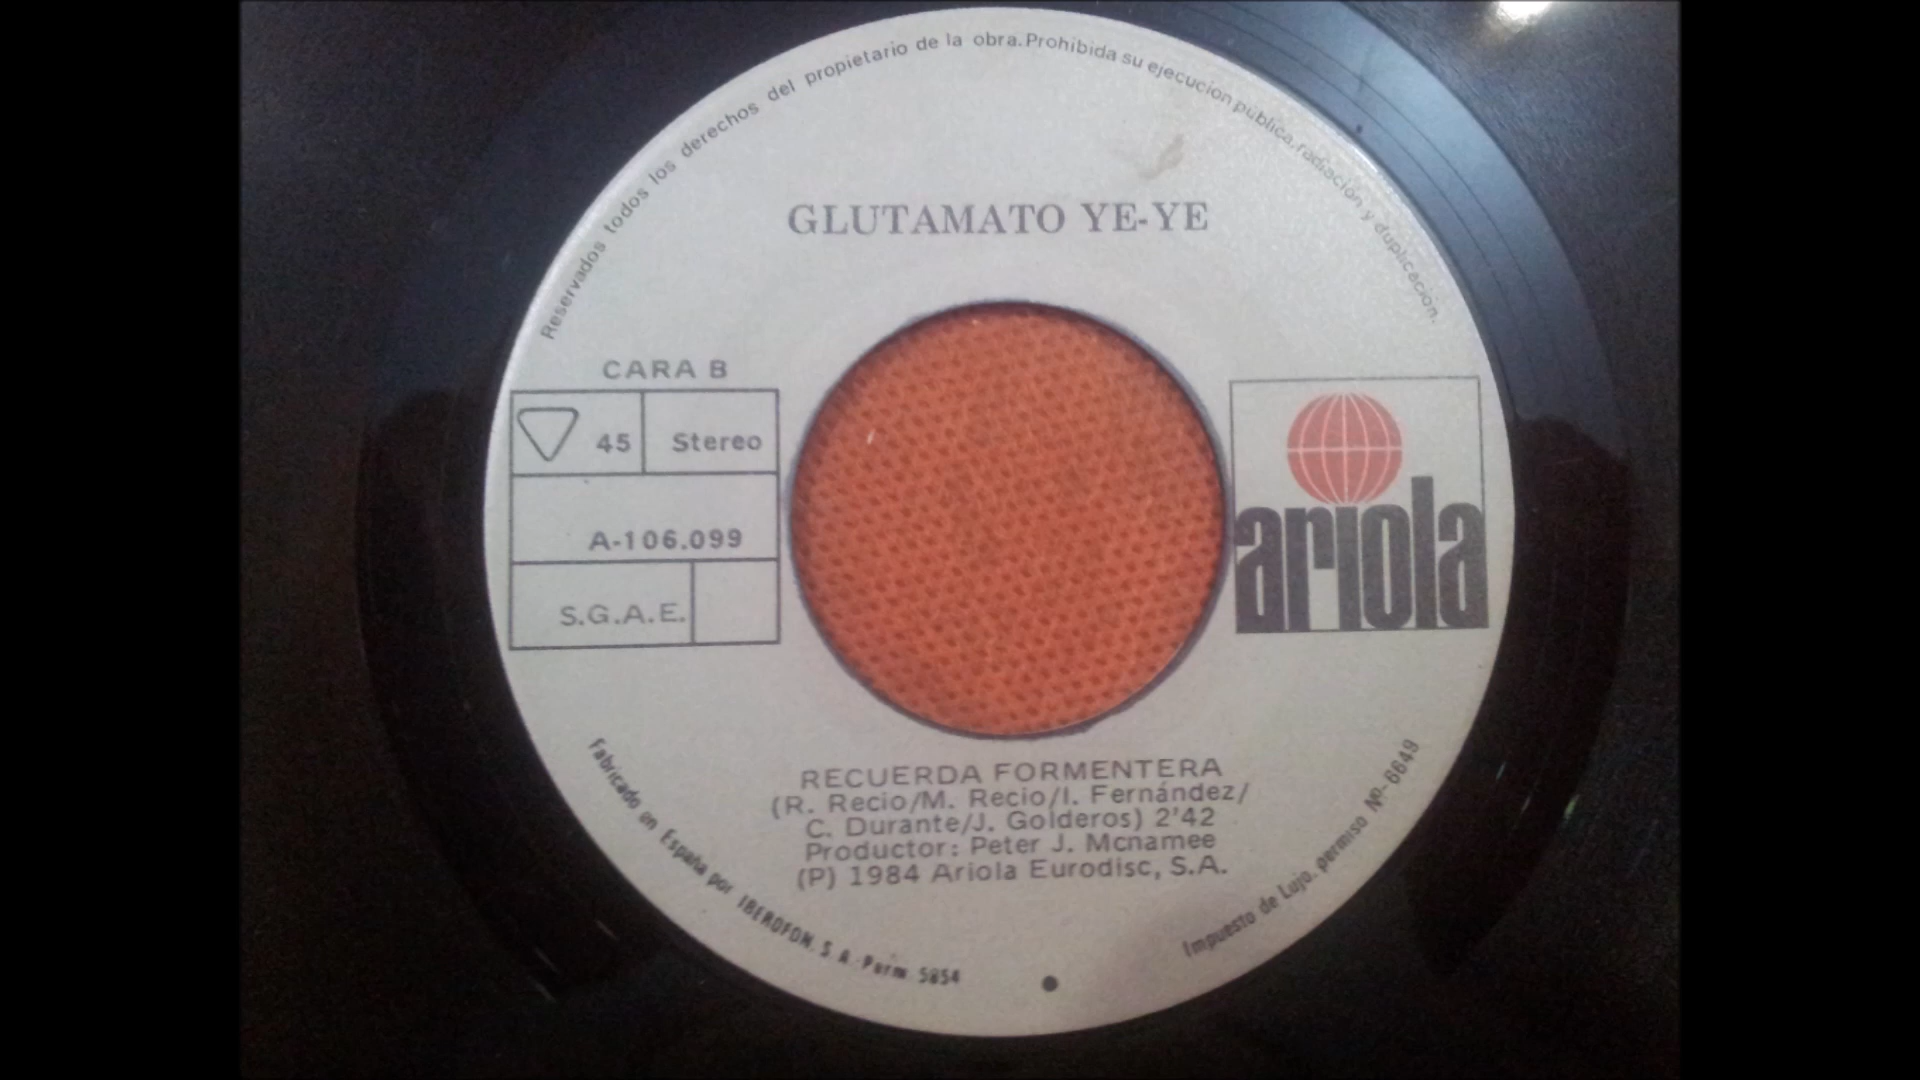 Reservados todos los derechos del propietario de la obra. Prohibida su ejecucion pública, radiación y duplicación.
GLUTAMATO YE-YE
CARA B
45 Stereo
A-106.099
S.G.A.E.
ariola
RECUERDA FORMENTERA
(R. Recio/M. Recio/I. Fernández/
C. Durante/J. Golderos) 2'42
Productor: Peter J. Mcnamee
(P) 1984 Ariola Eurodisc, S.A.
Fabricado en España por IBEROFON, S A - Perm 5854
Impuesto de Lujo, permiso Nº- 6649